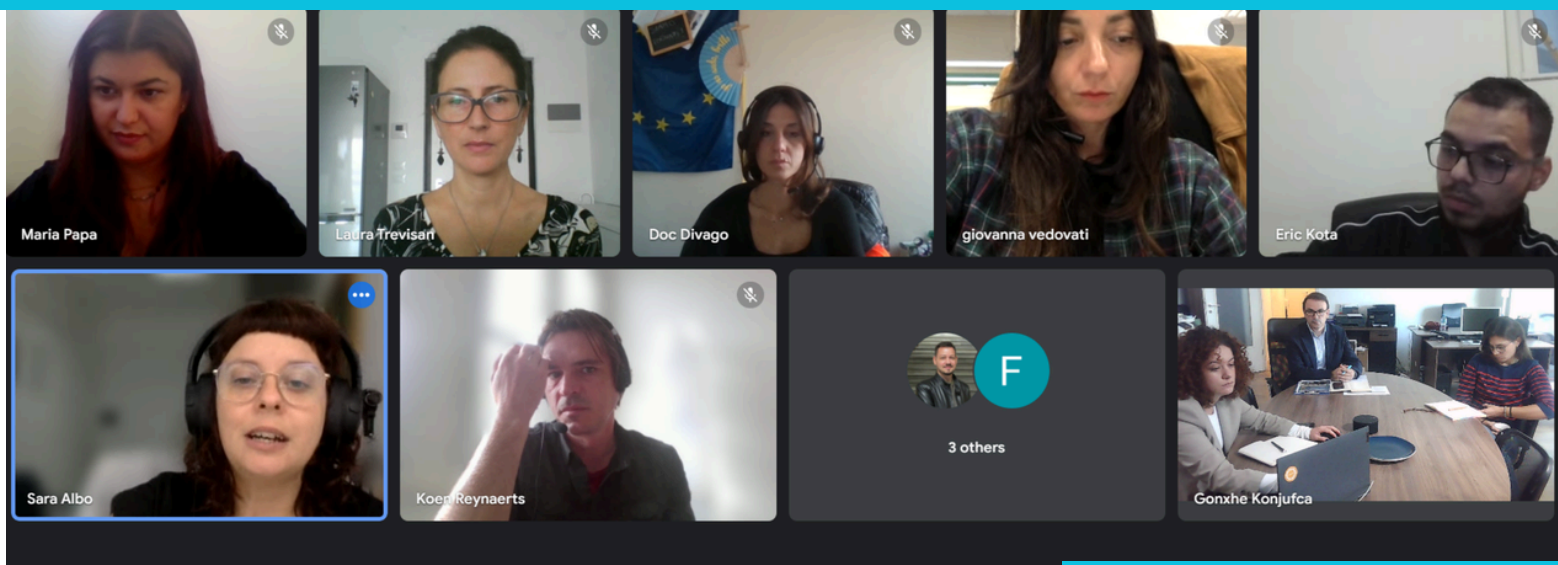 Maria Papa
Laura Trevisan
Doc Divago
giovanna vedovati
Eric Kota
Sara Albo
Koen Reynaerts
F
3 others
Gonxhe Konjufca